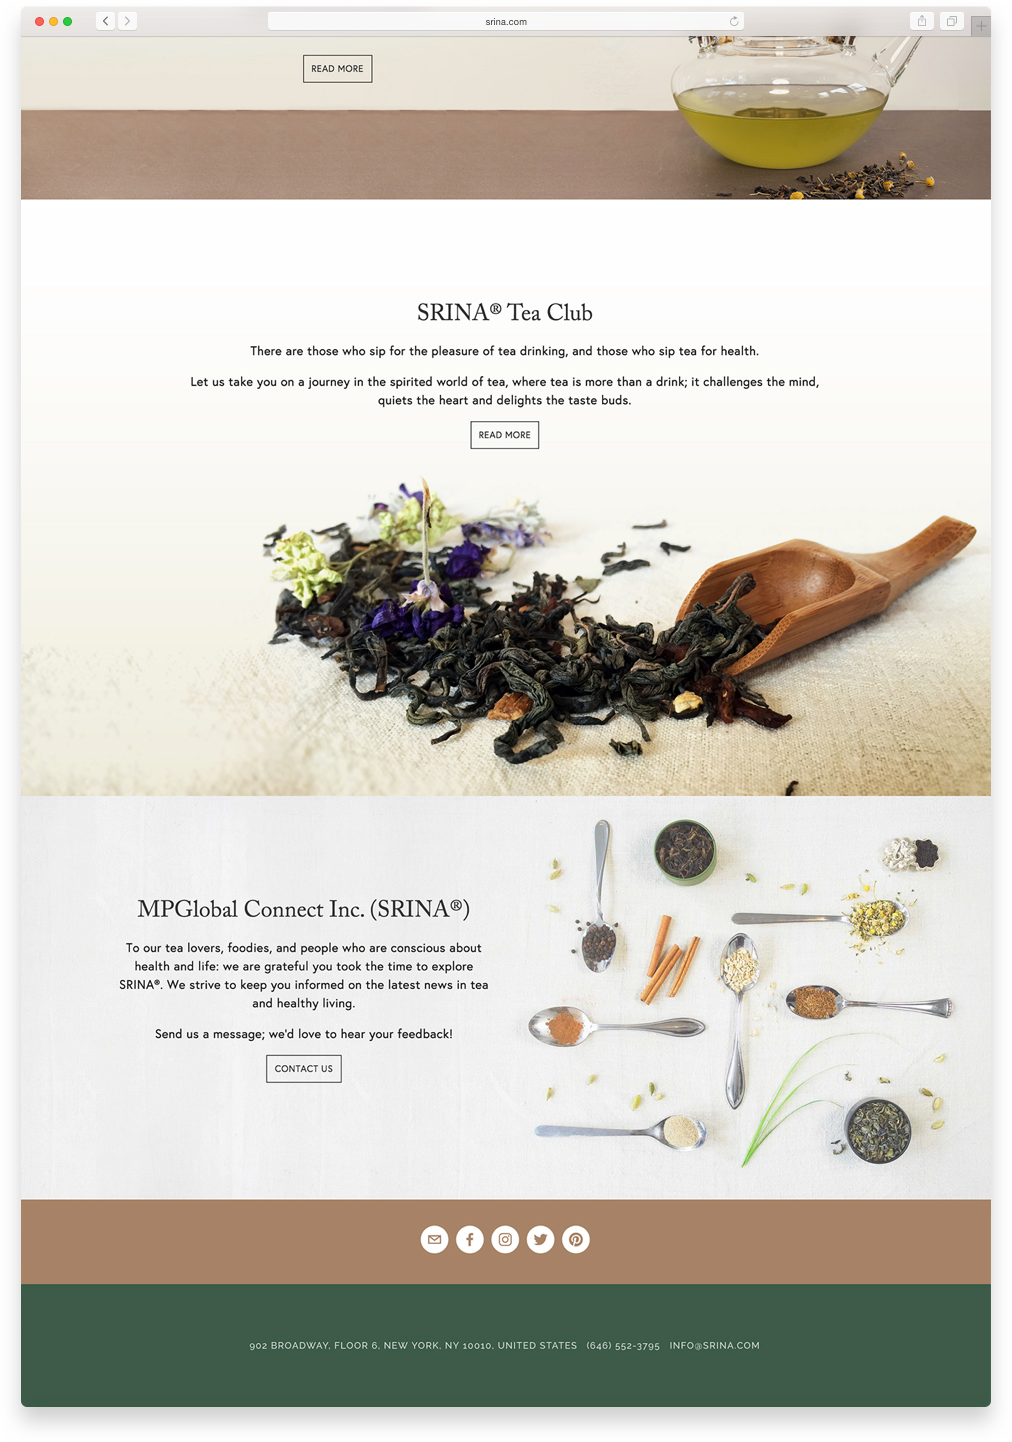 srina.com
READ MORE
SRINA® Tea Club
There are those who sip for the pleasure of tea drinking, and those who sip tea for health.
Let us take you on a journey in the spirited world of tea, where tea is more than a drink; it challenges the mind,
quiets the heart and delights the taste buds.
READ MORE
MPGlobal Connect Inc. (SRINA®)
To our tea lovers, foodies, and people who are conscious about
health and life: we are grateful you took the time to explore
SRINA®. We strive to keep you informed on the latest news in tea
and healthy living.
Send us a message; we'd love to hear your feedback!
CONTACT US
902 BROADWAY, FLOOR 6, NEW YORK, NY 10010, UNITED STATES (646) 552-3795 INFO@SRINA.COM